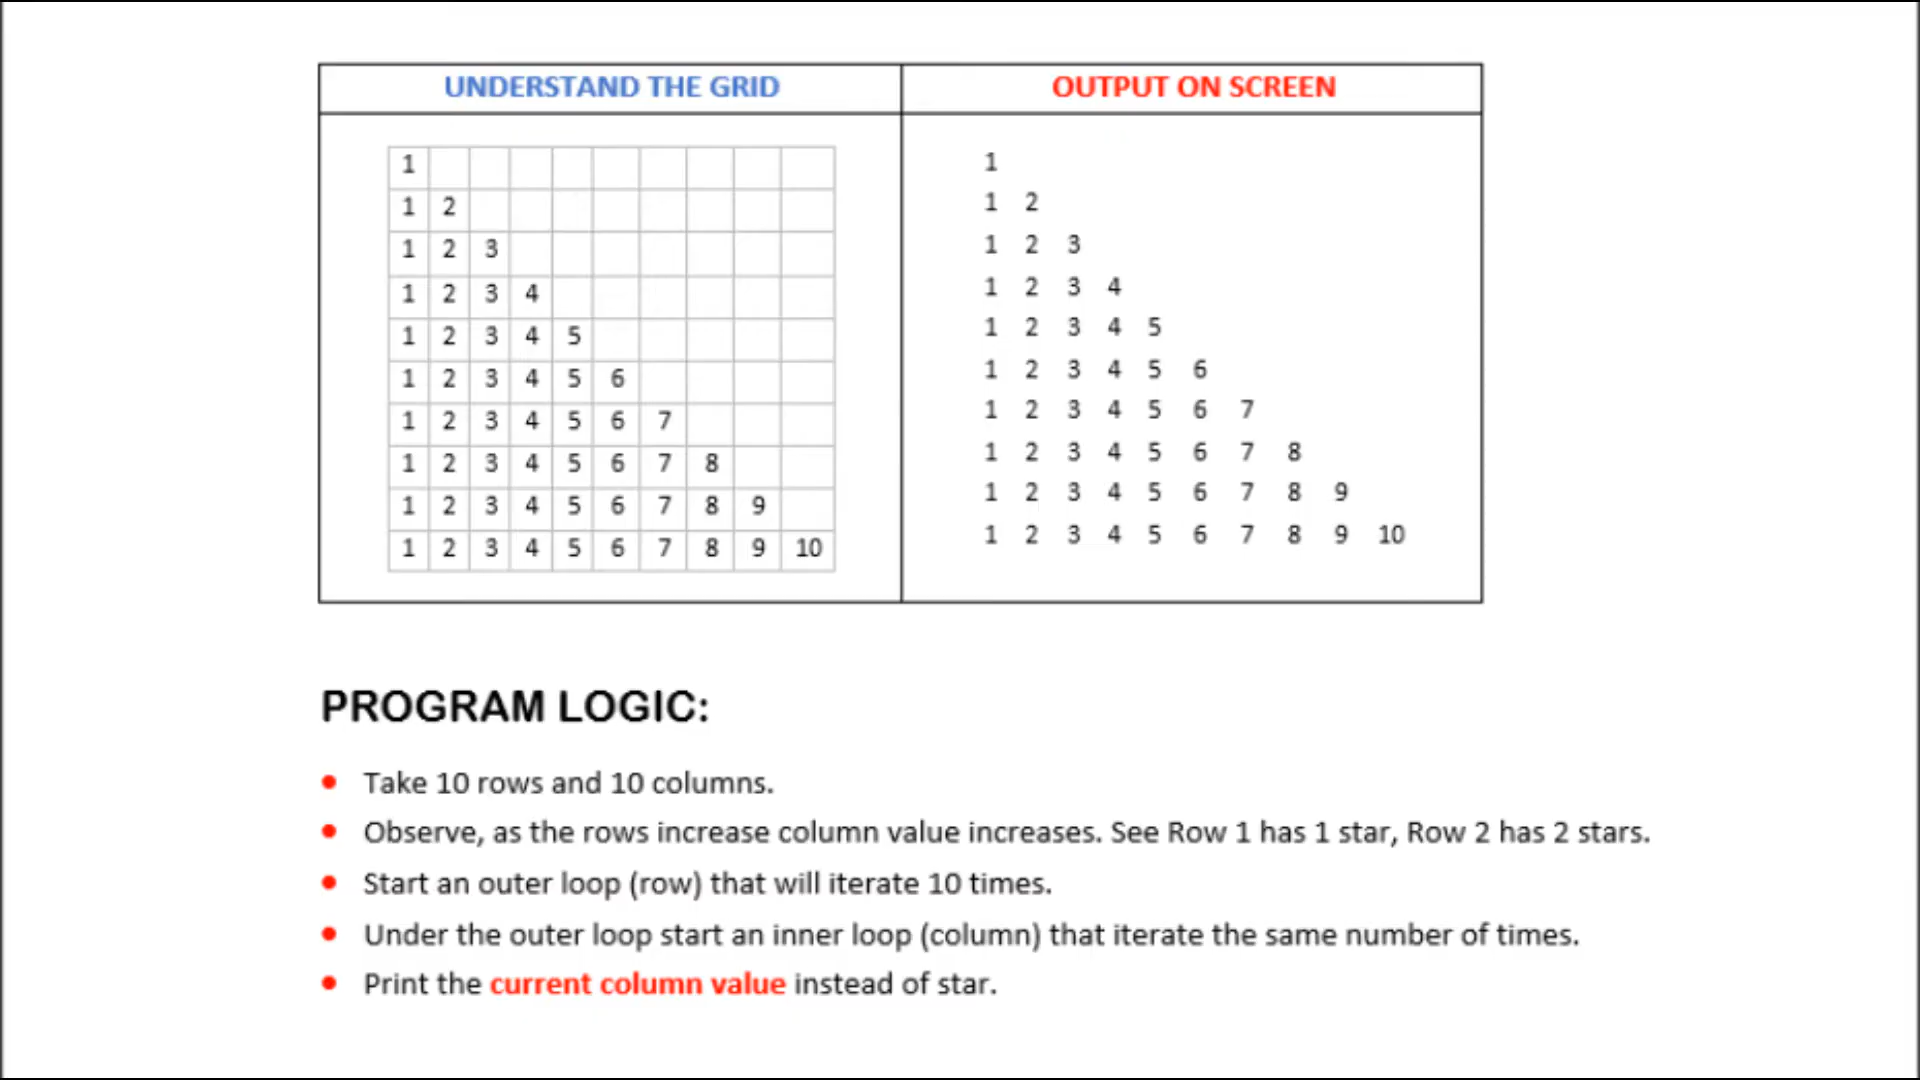 UNDERSTAND THE GRID
OUTPUT ON SCREEN
1
1 2
1 2 3
1 2 3 4
1 2 3 4 5
1 2 3 4 5 6
1 2 3 4 5 6 7
1 2 3 4 5 6 7 8
1 2 3 4 5 6 7 8 9
1 2 3 4 5 6 7 8 9 10
1
1 2
1 2 3
1 2 3 4
1 2 3 4 5
1 2 3 4 5 6
1 2 3 4 5 6 7
1 2 3 4 5 6 7 8
1 2 3 4 5 6 7 8 9
1 2 3 4 5 6 7 8 9 10
PROGRAM LOGIC:
• Take 10 rows and 10 columns.
• Observe, as the rows increase column value increases. See Row 1 has 1 star, Row 2 has 2 stars.
• Start an outer loop (row) that will iterate 10 times.
• Under the outer loop start an inner loop (column) that iterate the same number of times.
• Print the current column value instead of star.